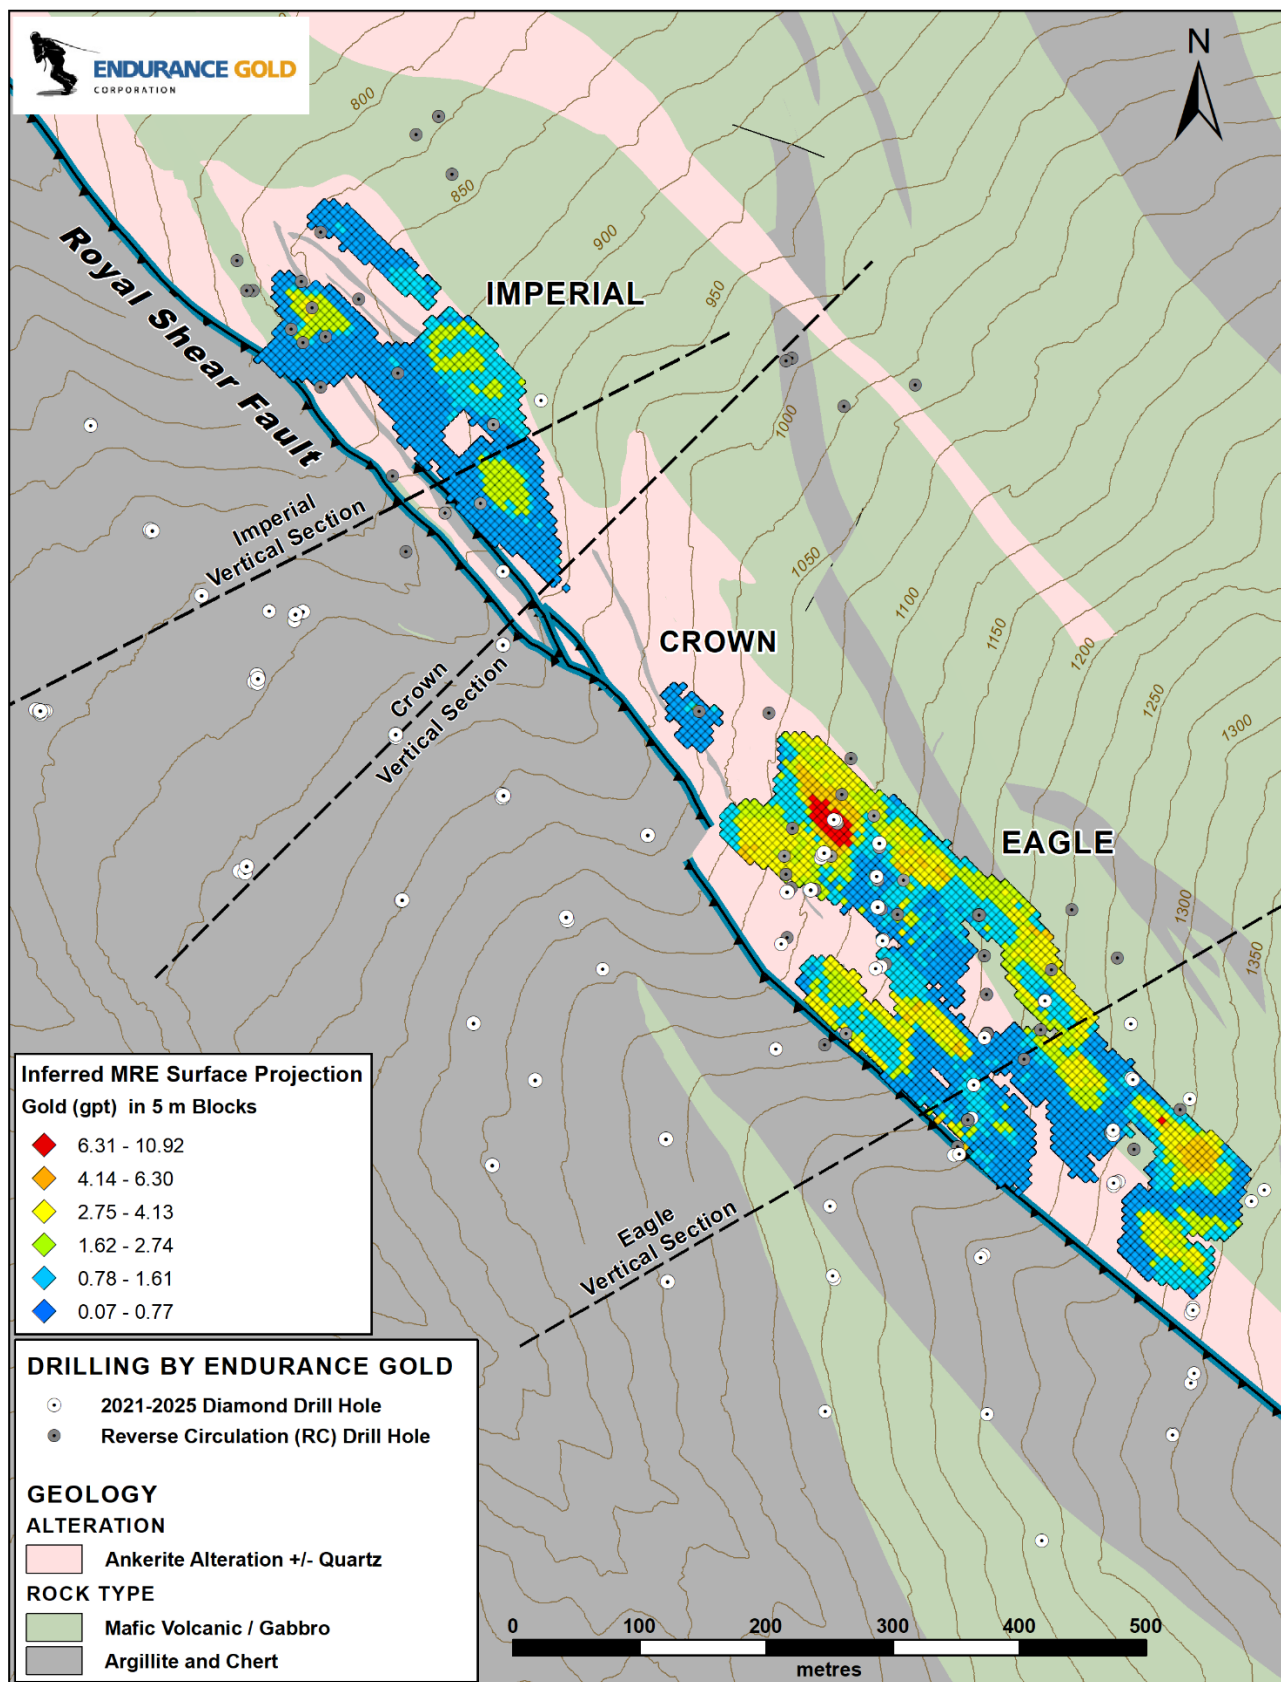 ENDURANCE GOLD
CORPORATION
N
800
850
900
950
1000
1050
1100
1150
1200
1250
1300
1300
1350
Royal Shear Fault
IMPERIAL
Imperial
Vertical Section
CROWN
Crown
Vertical Section
EAGLE
Eagle
Vertical Section
Inferred MRE Surface Projection
Gold (gpt) in 5 m Blocks
6.31 - 10.92
4.14 - 6.30
2.75 - 4.13
1.62 - 2.74
0.78 - 1.61
0.07 - 0.77
DRILLING BY ENDURANCE GOLD
2021-2025 Diamond Drill Hole
Reverse Circulation (RC) Drill Hole
GEOLOGY
ALTERATION
Ankerite Alteration +/- Quartz
ROCK TYPE
Mafic Volcanic / Gabbro
Argillite and Chert
0 100 200 300 400 500
metres